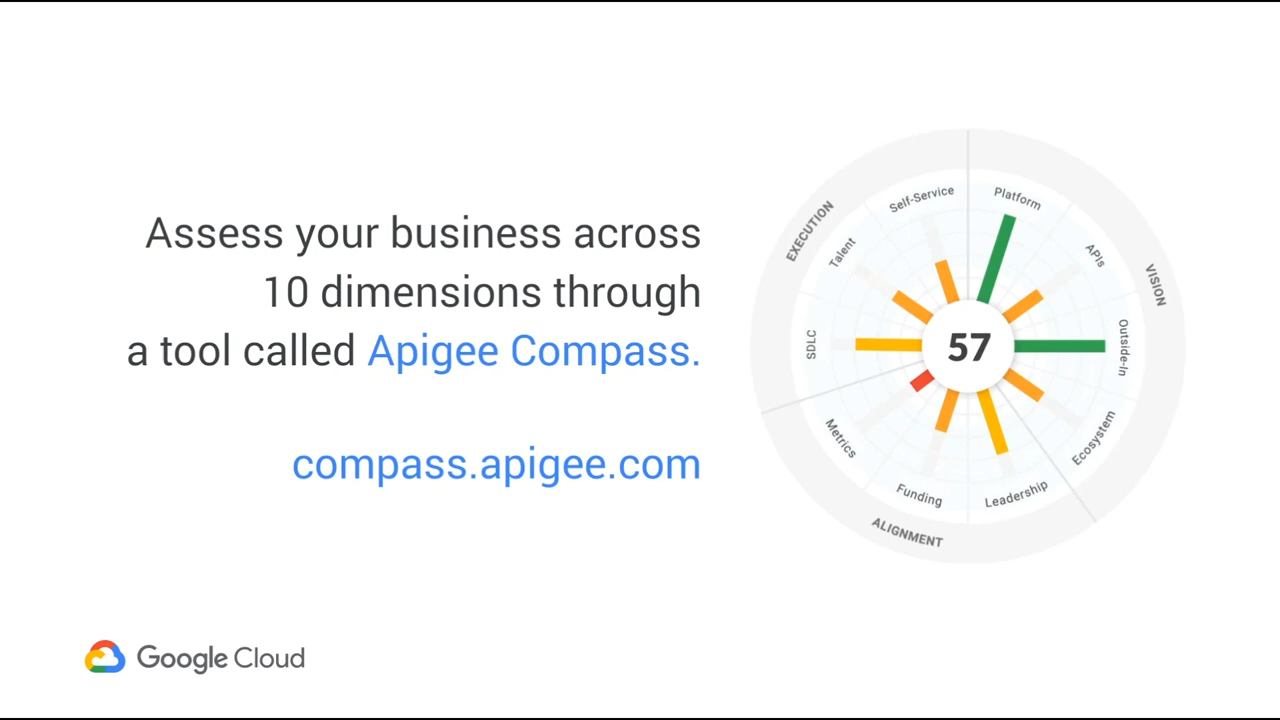 Assess your business across
10 dimensions through
a tool called Apigee Compass.
compass.apigee.com
EXECUTION
VISION
ALIGNMENT
Self-Service
Platform
Talent
APIs
SDLC
57
Outside-In
Metrics
Ecosystem
Funding
Leadership
Google Cloud